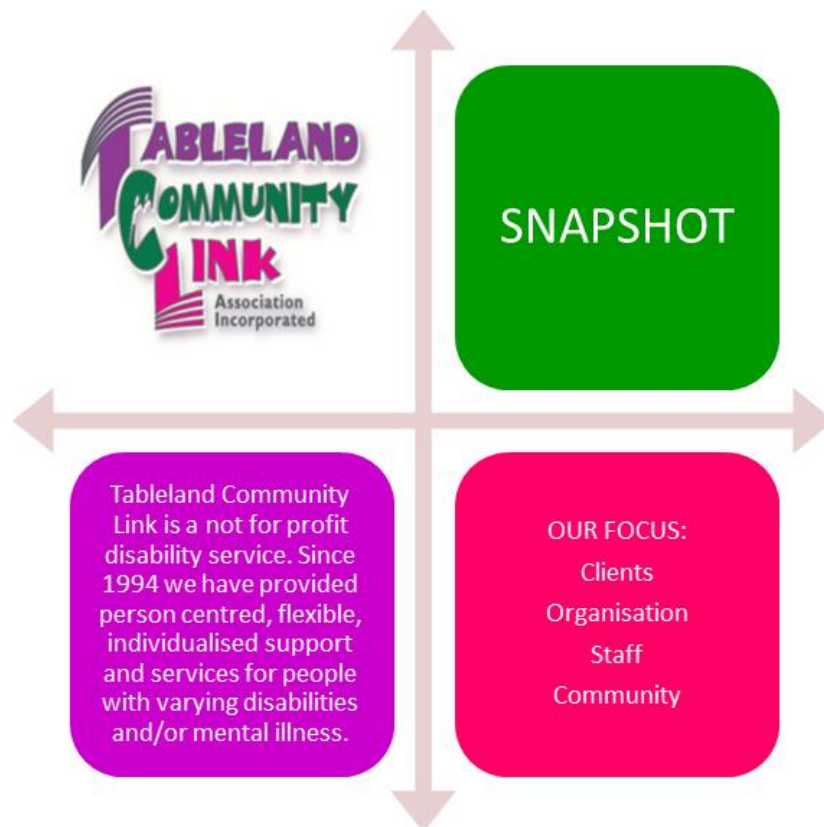 TABLELAND
COMMUNITY
LINK
Association
Incorporated
SNAPSHOT
Tableland Community
Link is a not for profit
disability service. Since
1994 we have provided
person centred, flexible,
individualised support
and services for people
with varying disabilities
and/or mental illness.
OUR FOCUS:
Clients
Organisation
Staff
Community